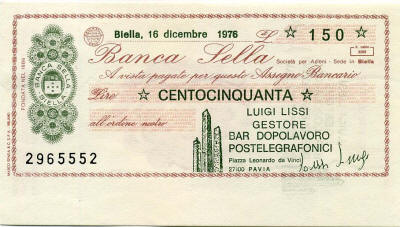 Biella, 16 dicembre 1976 £ ☆ 150 ☆
Banca Sella
Società per Azioni - Sede in Biella
A vista pagate per questo Assegno Bancario
Lire ☆ CENTOCINQUANTA ☆
all'ordine nostro
LUIGI LISSI
GESTORE
BAR DOPOLAVORO
POSTELEGRAFONICI
Piazza Leonardo da Vinci
27100 PAVIA
FONDATA NEL 1886
BANCA SELLA
BIELLA
2965552